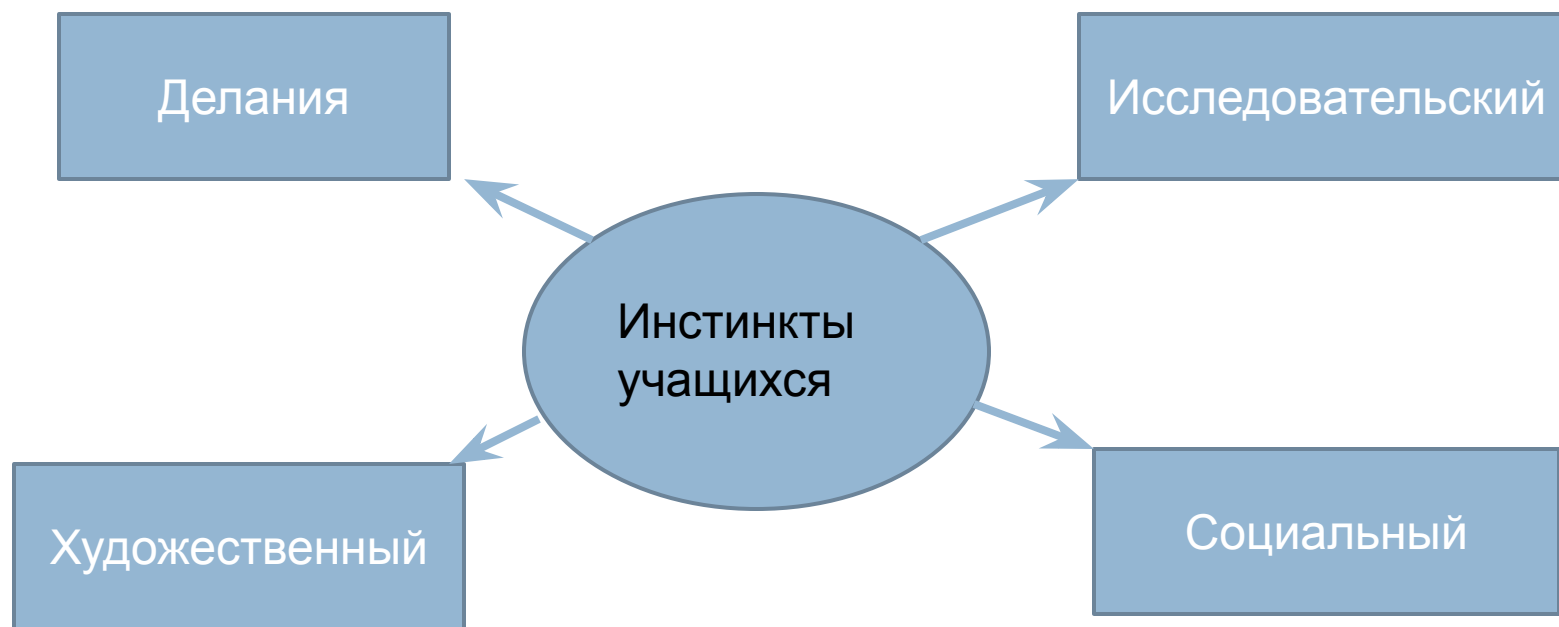 Делания
Исследовательский
Инстинкты
учащихся
Художественный
Социальный